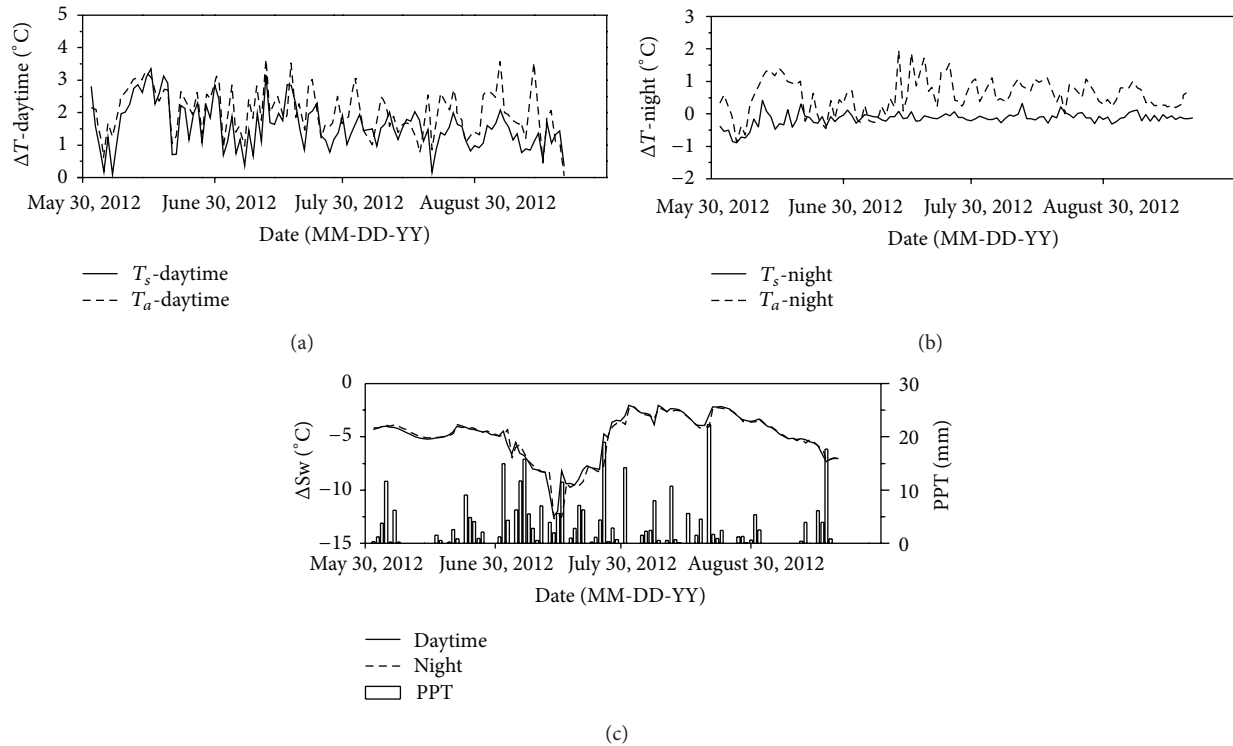 5
4
3
2
1
0
ΔT-daytime (°C)
May 30, 2012 June 30, 2012 July 30, 2012 August 30, 2012
Date (MM-DD-YY)
Ts-daytime
Ta-daytime
(a)
3
2
1
0
−1
−2
ΔT-night (°C)
May 30, 2012 June 30, 2012 July 30, 2012 August 30, 2012
Date (MM-DD-YY)
Ts-night
Ta-night
(b)
0
−5
−10
−15
ΔSw (°C)
30
20
10
0
PPT (mm)
May 30, 2012 June 30, 2012 July 30, 2012 August 30, 2012
Date (MM-DD-YY)
Daytime
Night
PPT
(c)